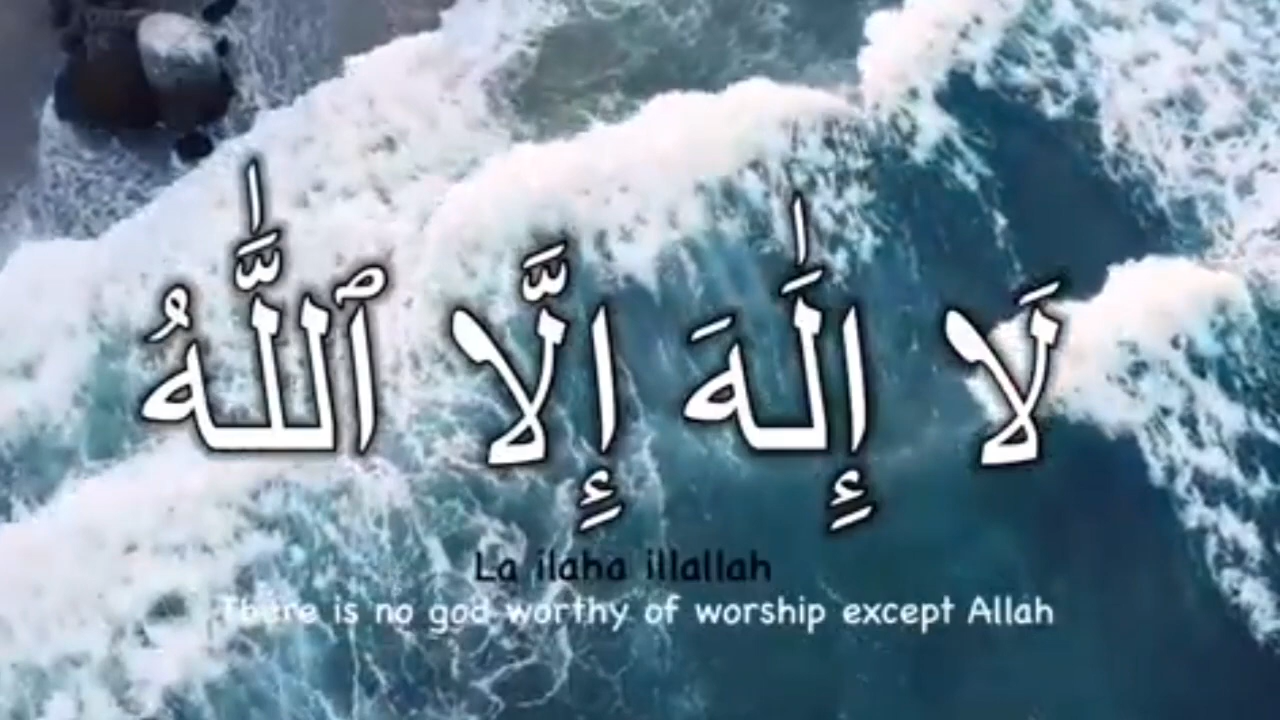 لَا إِلَٰهَ إِلَّا ٱللَّٰهُ
La ilaha illallah
There is no god worthy of worship except Allah